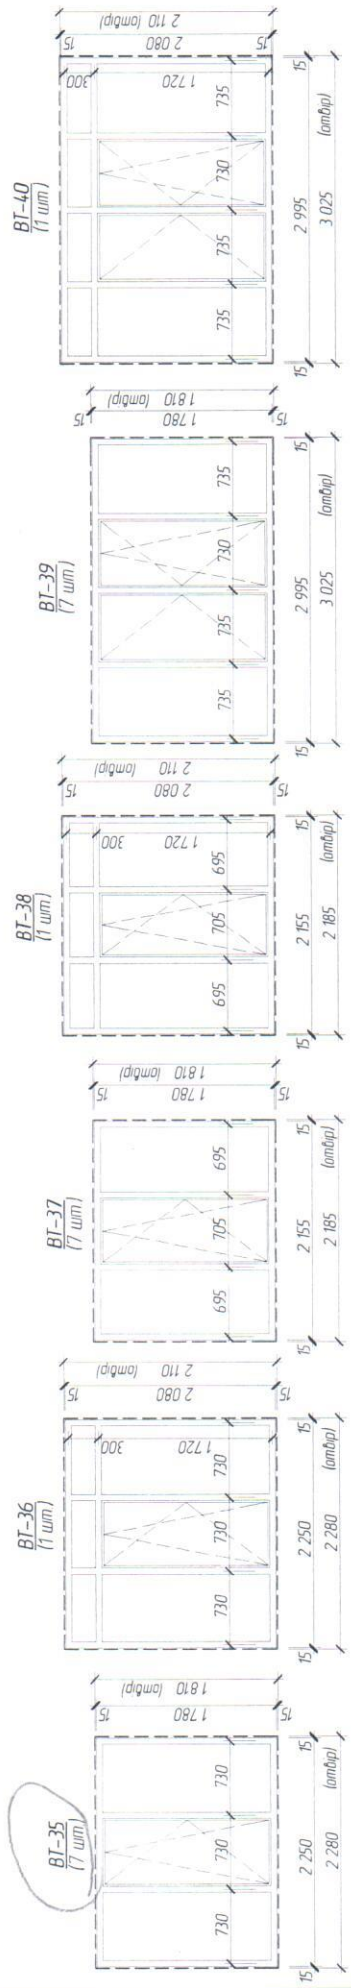 ВТ-35
(7 шт)
15
1 780
15
1 810 (отвір)
730
730
730
15
2 250
15
2 280
(отвір)
ВТ-36
(1 шт)
15
2 080
15
2 110 (отвір)
300
1 720
730
730
730
15
2 250
15
2 280
(отвір)
ВТ-37
(7 шт)
15
1 780
15
1 810 (отвір)
695
705
695
15
2 155
15
2 185
(отвір)
ВТ-38
(1 шт)
15
2 080
15
2 110 (отвір)
300
1 720
695
705
695
15
2 155
15
2 185
(отвір)
ВТ-39
(7 шт)
15
1 780
15
1 810 (отвір)
735
735
730
735
15
2 995
15
3 025
(отвір)
ВТ-40
(1 шт)
15
2 080
15
2 110 (отвір)
300
1 720
735
735
730
735
15
2 995
15
3 025
(отвір)